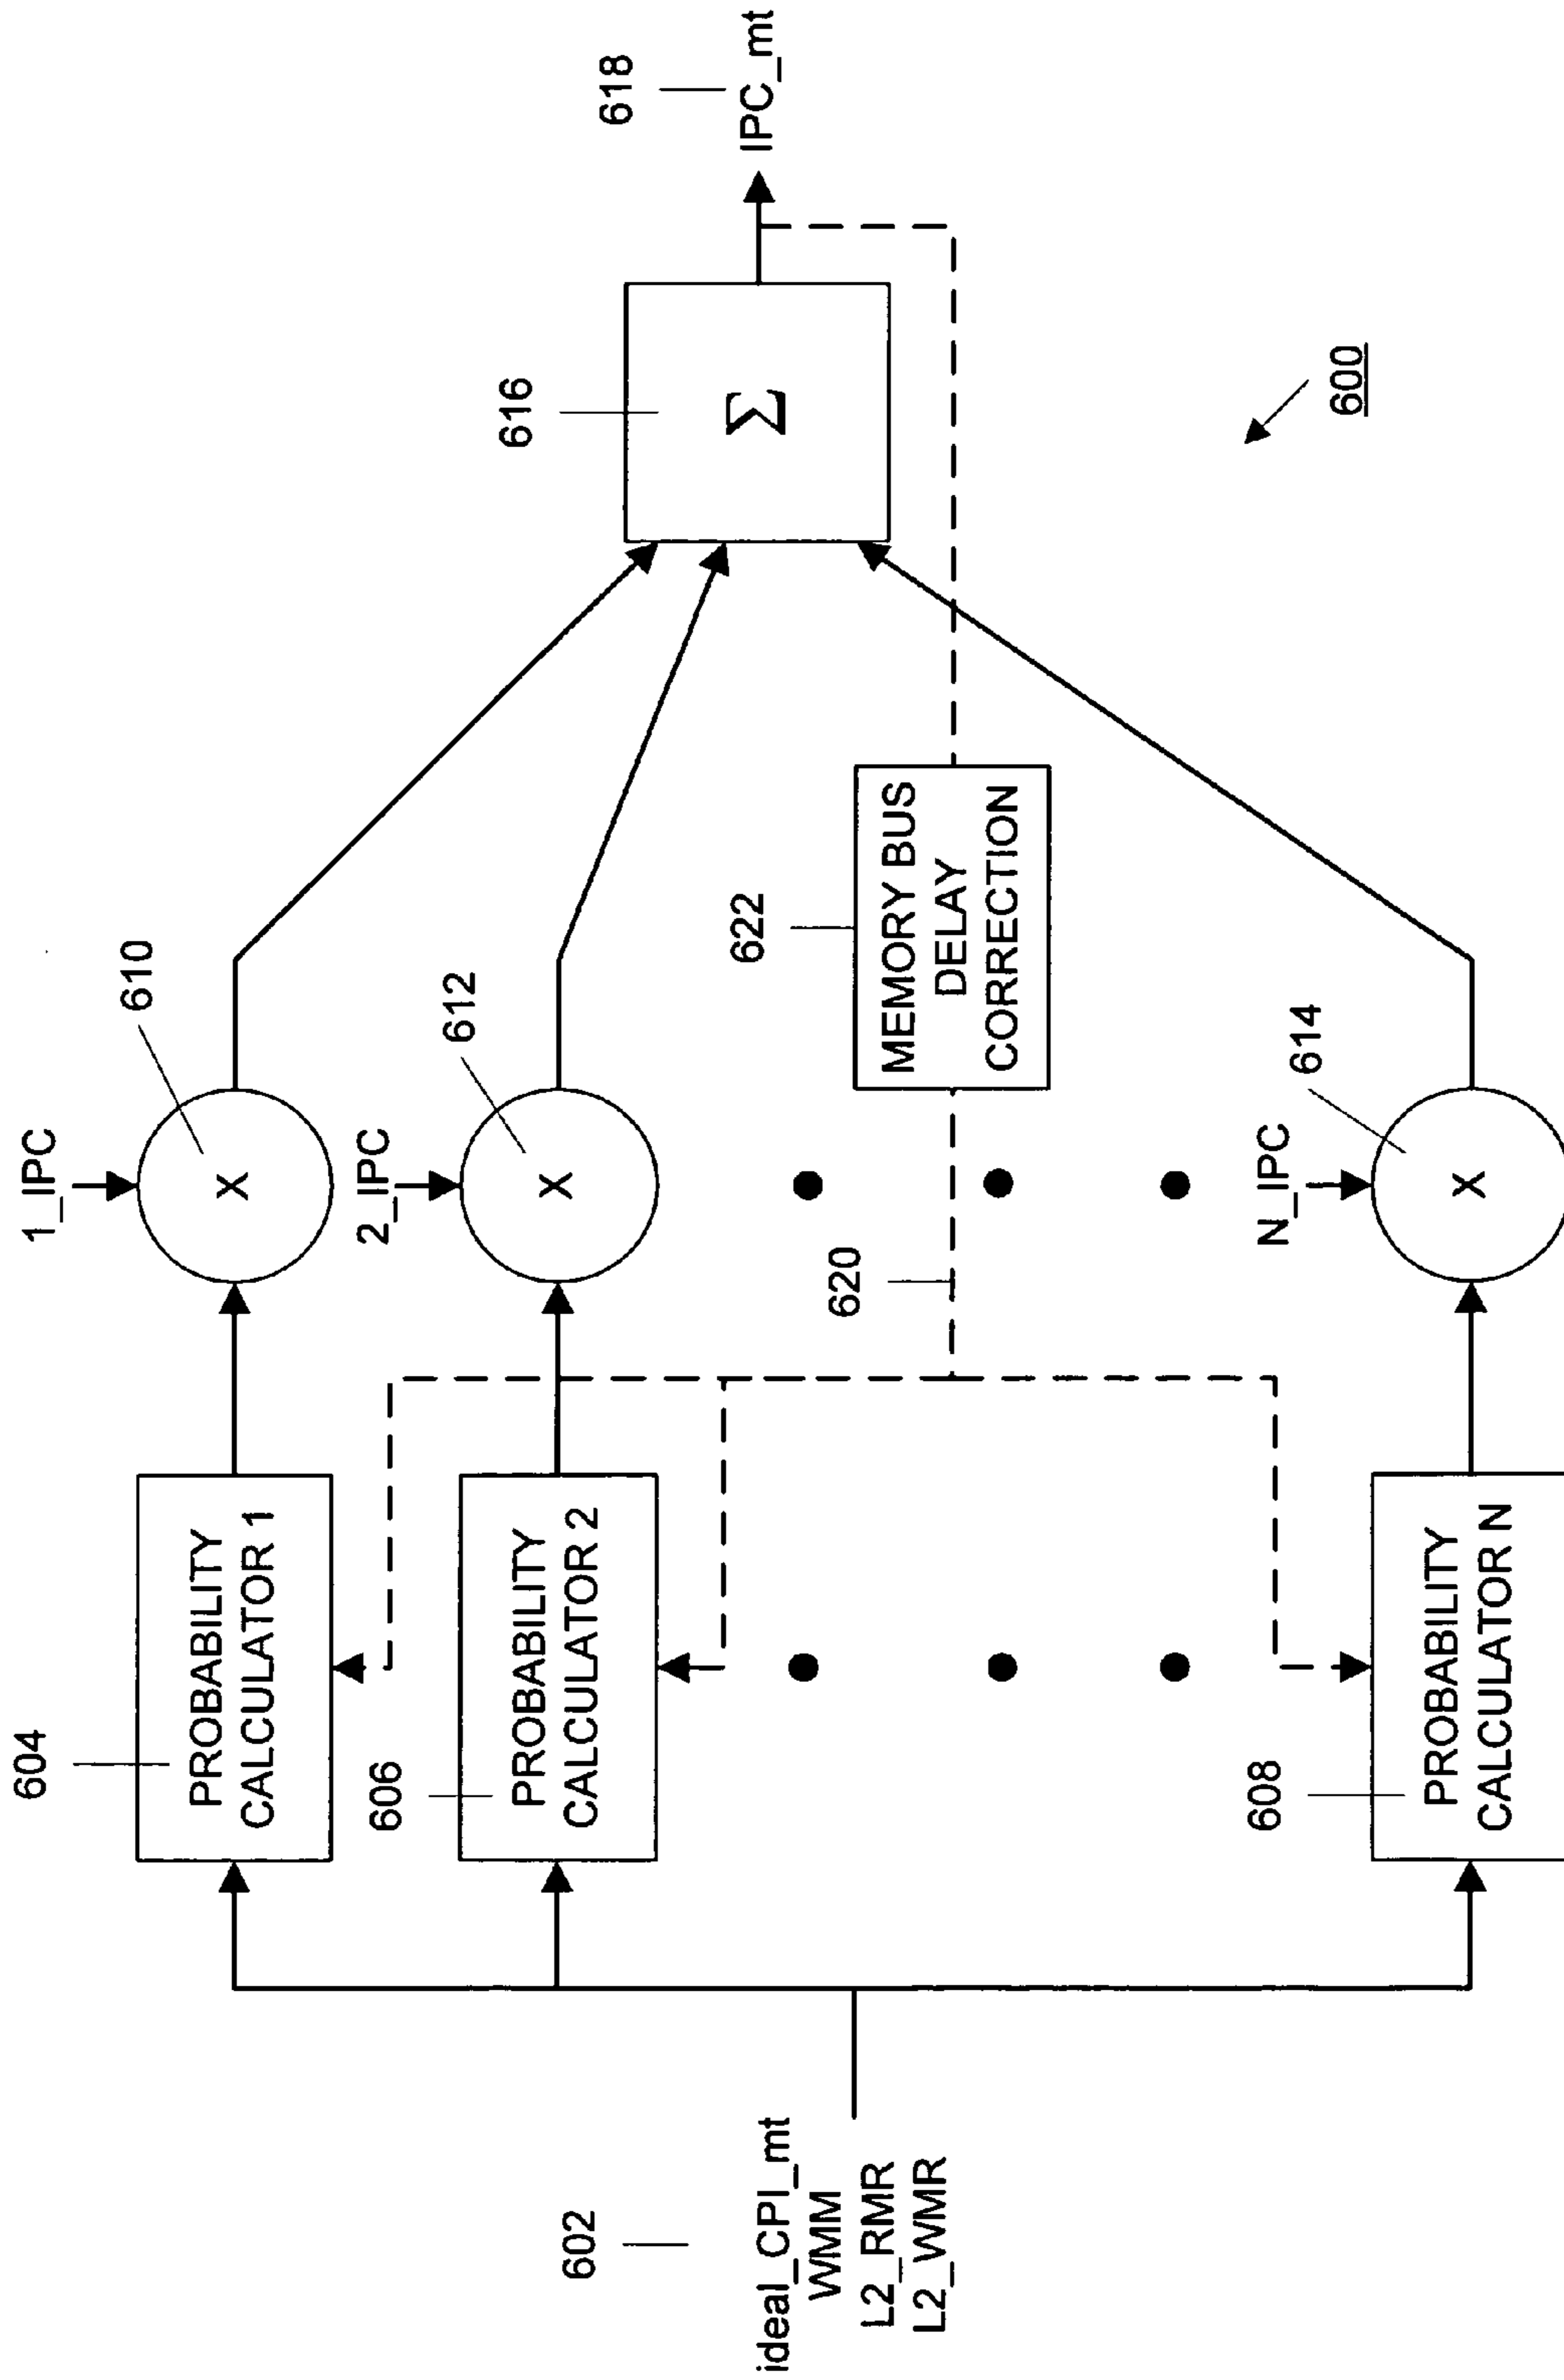 602
ideal_CPI_mt
WMM
L2_RMR
L2_WMR
604
PROBABILITY
CALCULATOR 1
606
PROBABILITY
CALCULATOR 2
608
PROBABILITY
CALCULATOR N
1_IPC
X
610
2_IPC
X
612
N_IPC
X
614
620
622
MEMORY BUS
DELAY
CORRECTION
616
Σ
618
IPC_mt
600